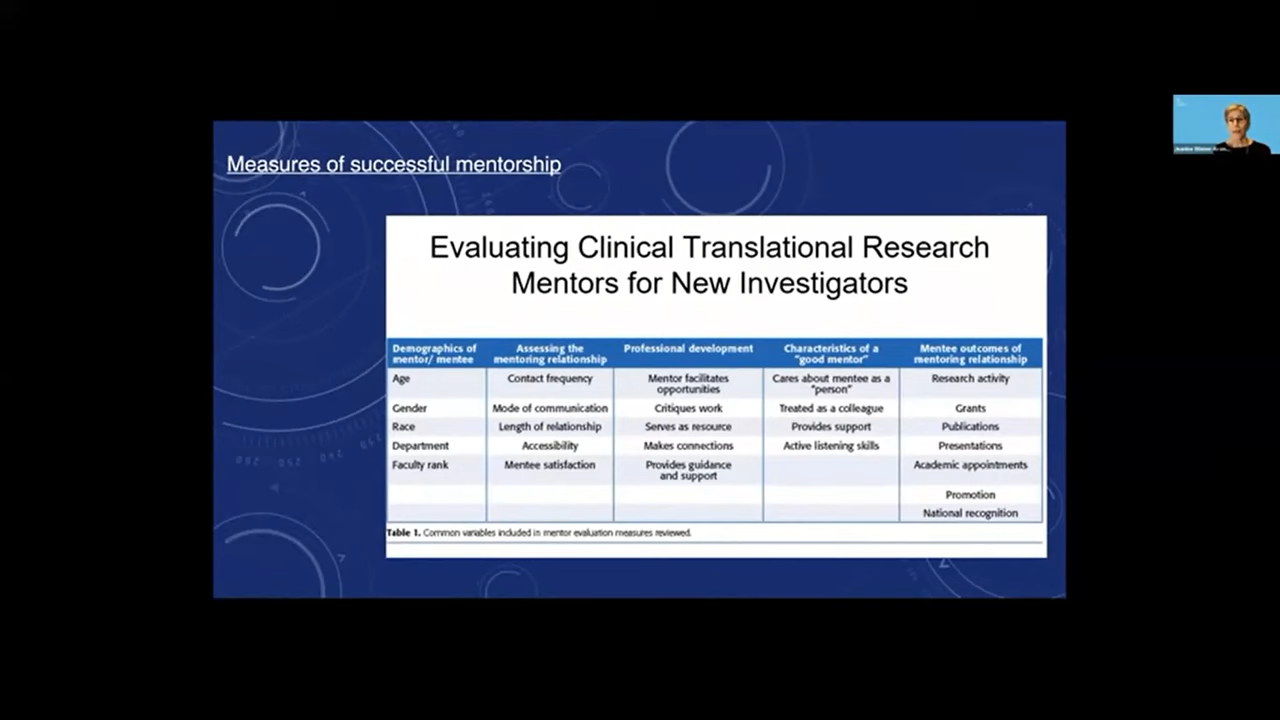 Measures of successful mentorship
Evaluating Clinical Translational Research
Mentors for New Investigators
Demographics of mentor/ mentee
Assessing the mentoring relationship
Professional development
Characteristics of a "good mentor"
Mentee outcomes of mentoring relationship
Age
Contact frequency
Mentor facilitates opportunities
Cares about mentee as a "person"
Research activity
Gender
Mode of communication
Critiques work
Treated as a colleague
Grants
Race
Length of relationship
Serves as resource
Provides support
Publications
Department
Accessibility
Makes connections
Active listening skills
Presentations
Faculty rank
Mentee satisfaction
Provides guidance and support
Academic appointments
Promotion
National recognition
Table 1. Common variables included in mentor evaluation measures reviewed.